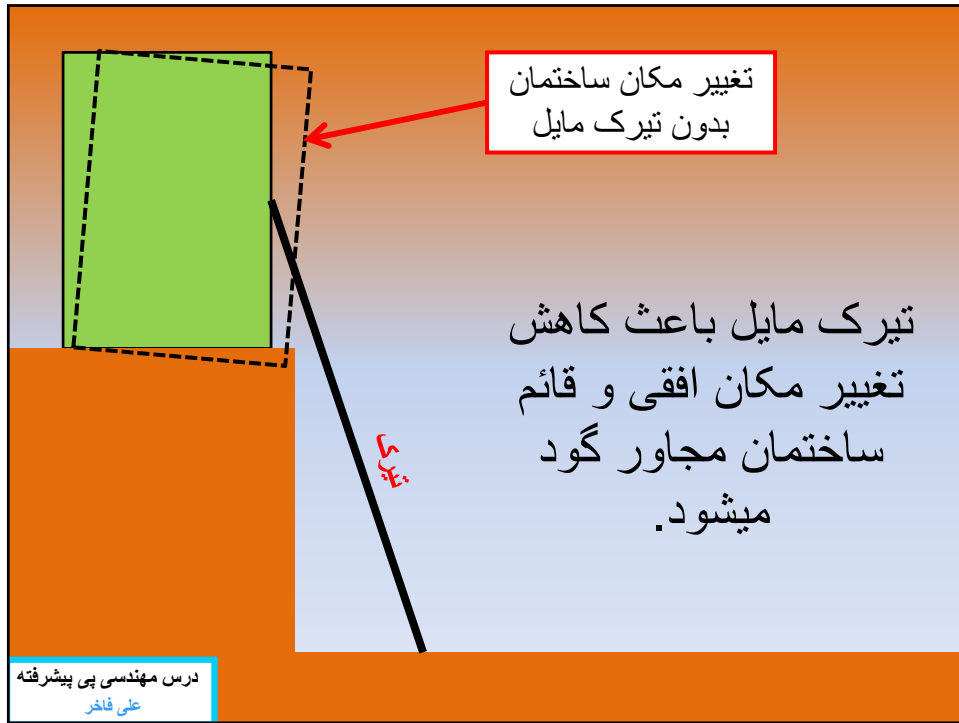 تغییر مکان ساختمان
بدون تیرک مایل
تیرک مایل باعث کاهش
تغییر مکان افقی و قائم
ساختمان مجاور گود
میشود.
تیرک
درس مهندسی پی پیشرفته
علی فاخر